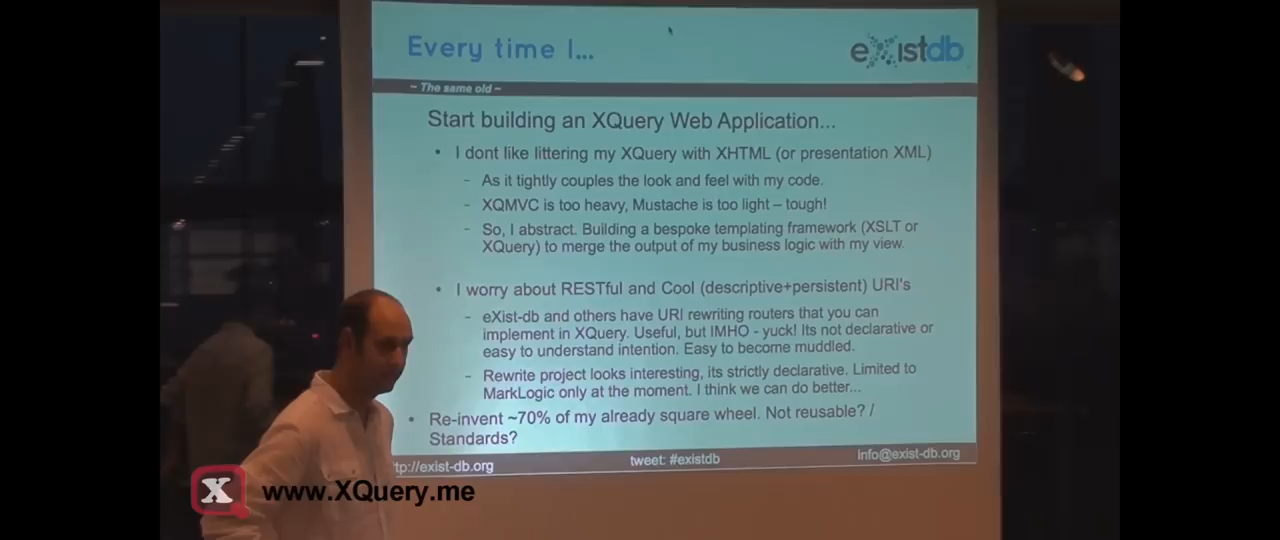 Every time I...
eXistdb
~ The same old ~
Start building an XQuery Web Application...
• I dont like littering my XQuery with XHTML (or presentation XML)
– As it tightly couples the look and feel with my code.
– XQMVC is too heavy, Mustache is too light – tough!
– So, I abstract. Building a bespoke templating framework (XSLT or
XQuery) to merge the output of my business logic with my view.
• I worry about RESTful and Cool (descriptive+persistent) URI's
– eXist-db and others have URI rewriting routers that you can
implement in XQuery. Useful, but IMHO - yuck! Its not declarative or
easy to understand intention. Easy to become muddled.
– Rewrite project looks interesting, its strictly declarative. Limited to
MarkLogic only at the moment. I think we can do better...
• Re-invent ~70% of my already square wheel. Not reusable? /
Standards?
ttp://exist-db.org
tweet: #existdb
info@exist-db.org
X www.XQuery.me